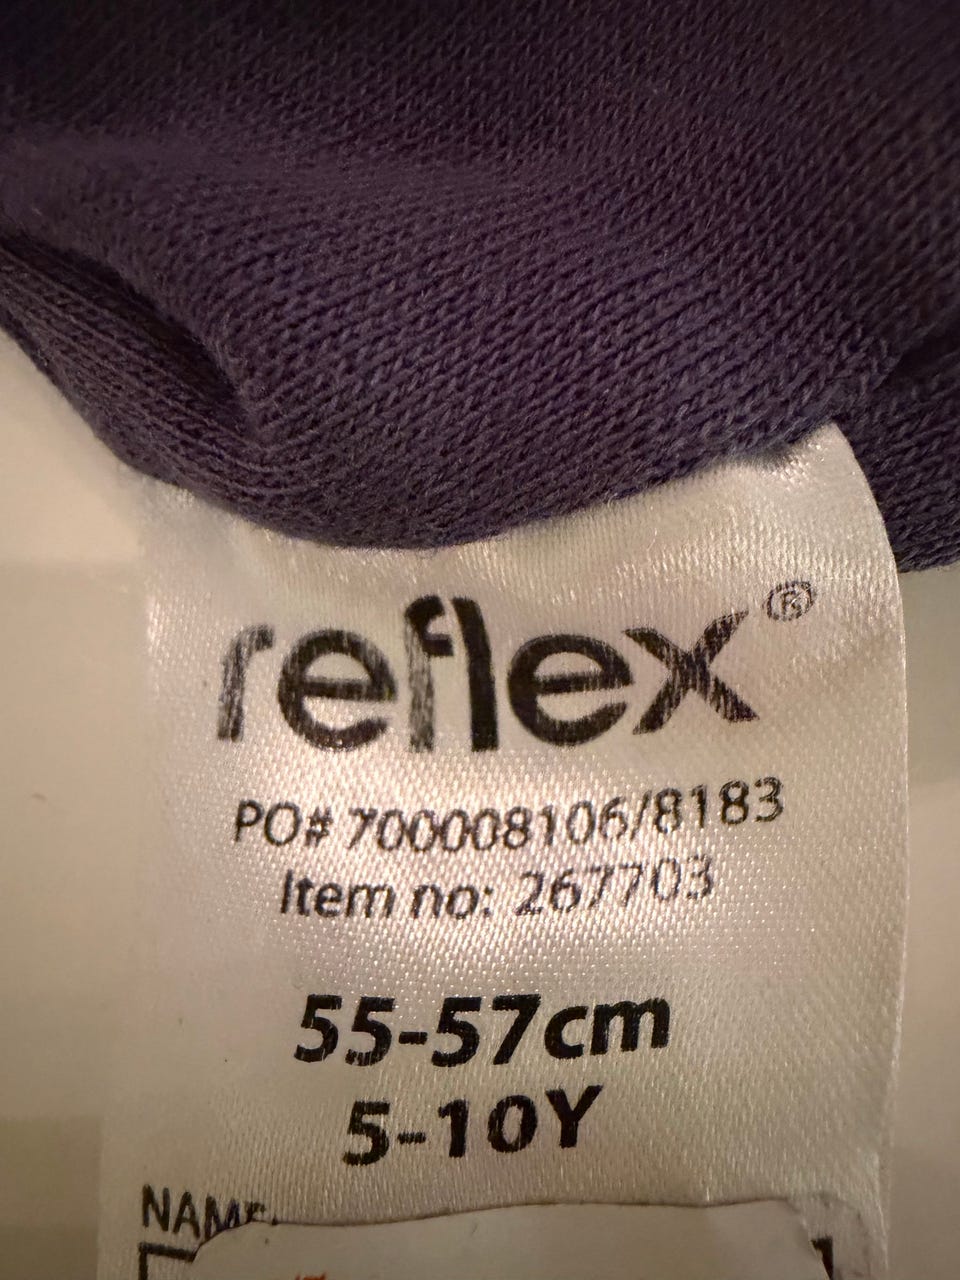 reflex®
PO# 700008106/8183
Item no: 267703
55-57cm
5-10Y
NAME: